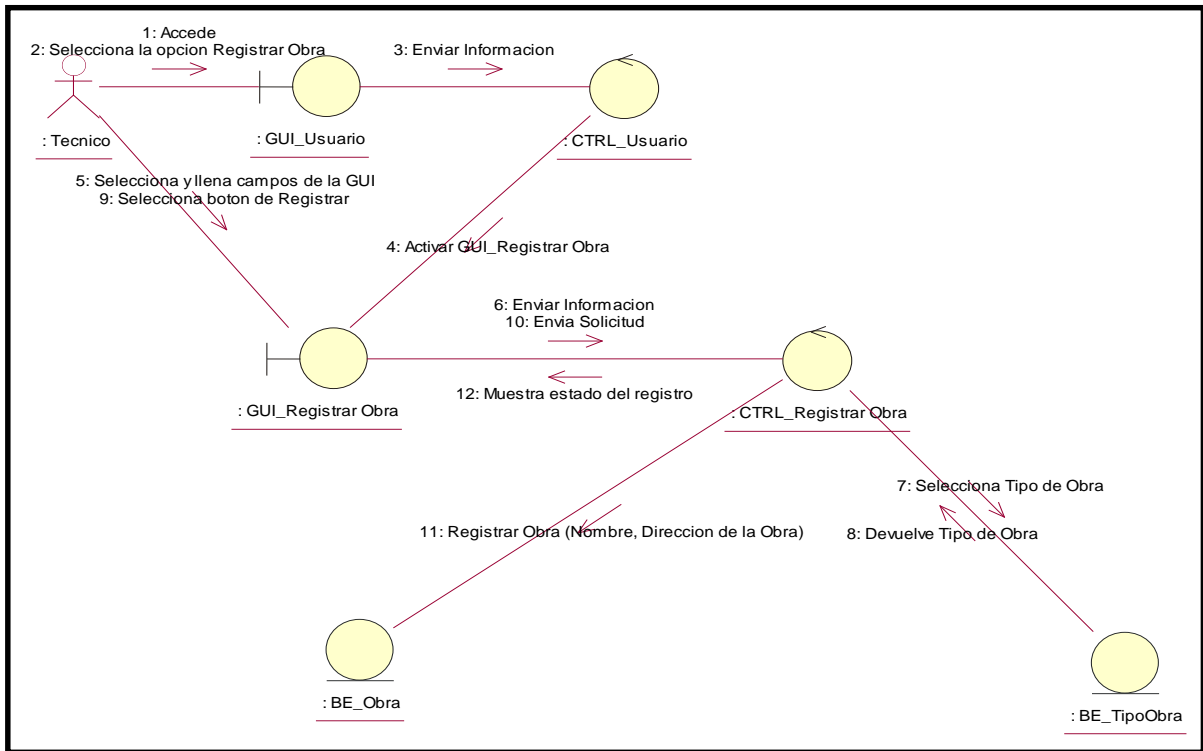 1: Accede
2: Selecciona la opcion Registrar Obra
3: Enviar Informacion
: Tecnico
: GUI_Usuario
: CTRL_Usuario
5: Selecciona y llena campos de la GUI
9: Selecciona boton de Registrar
4: Activar GUI_Registrar Obra
6: Enviar Informacion
10: Envia Solicitud
12: Muestra estado del registro
: GUI_Registrar Obra
: CTRL_Registrar Obra
7: Selecciona Tipo de Obra
8: Devuelve Tipo de Obra
11: Registrar Obra (Nombre, Direccion de la Obra)
: BE_Obra
: BE_TipoObra